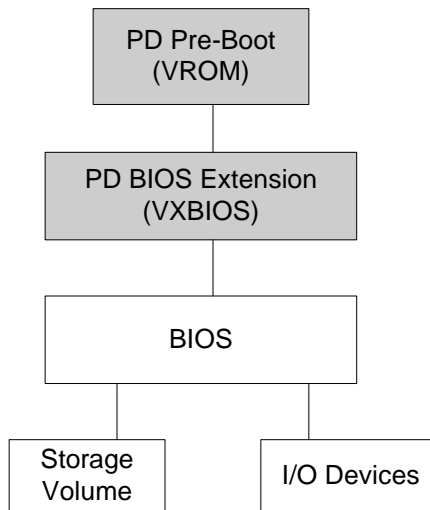 PD Pre-Boot
(VROM)
PD BIOS Extension
(VXBIOS)
BIOS
Storage
Volume
I/O Devices